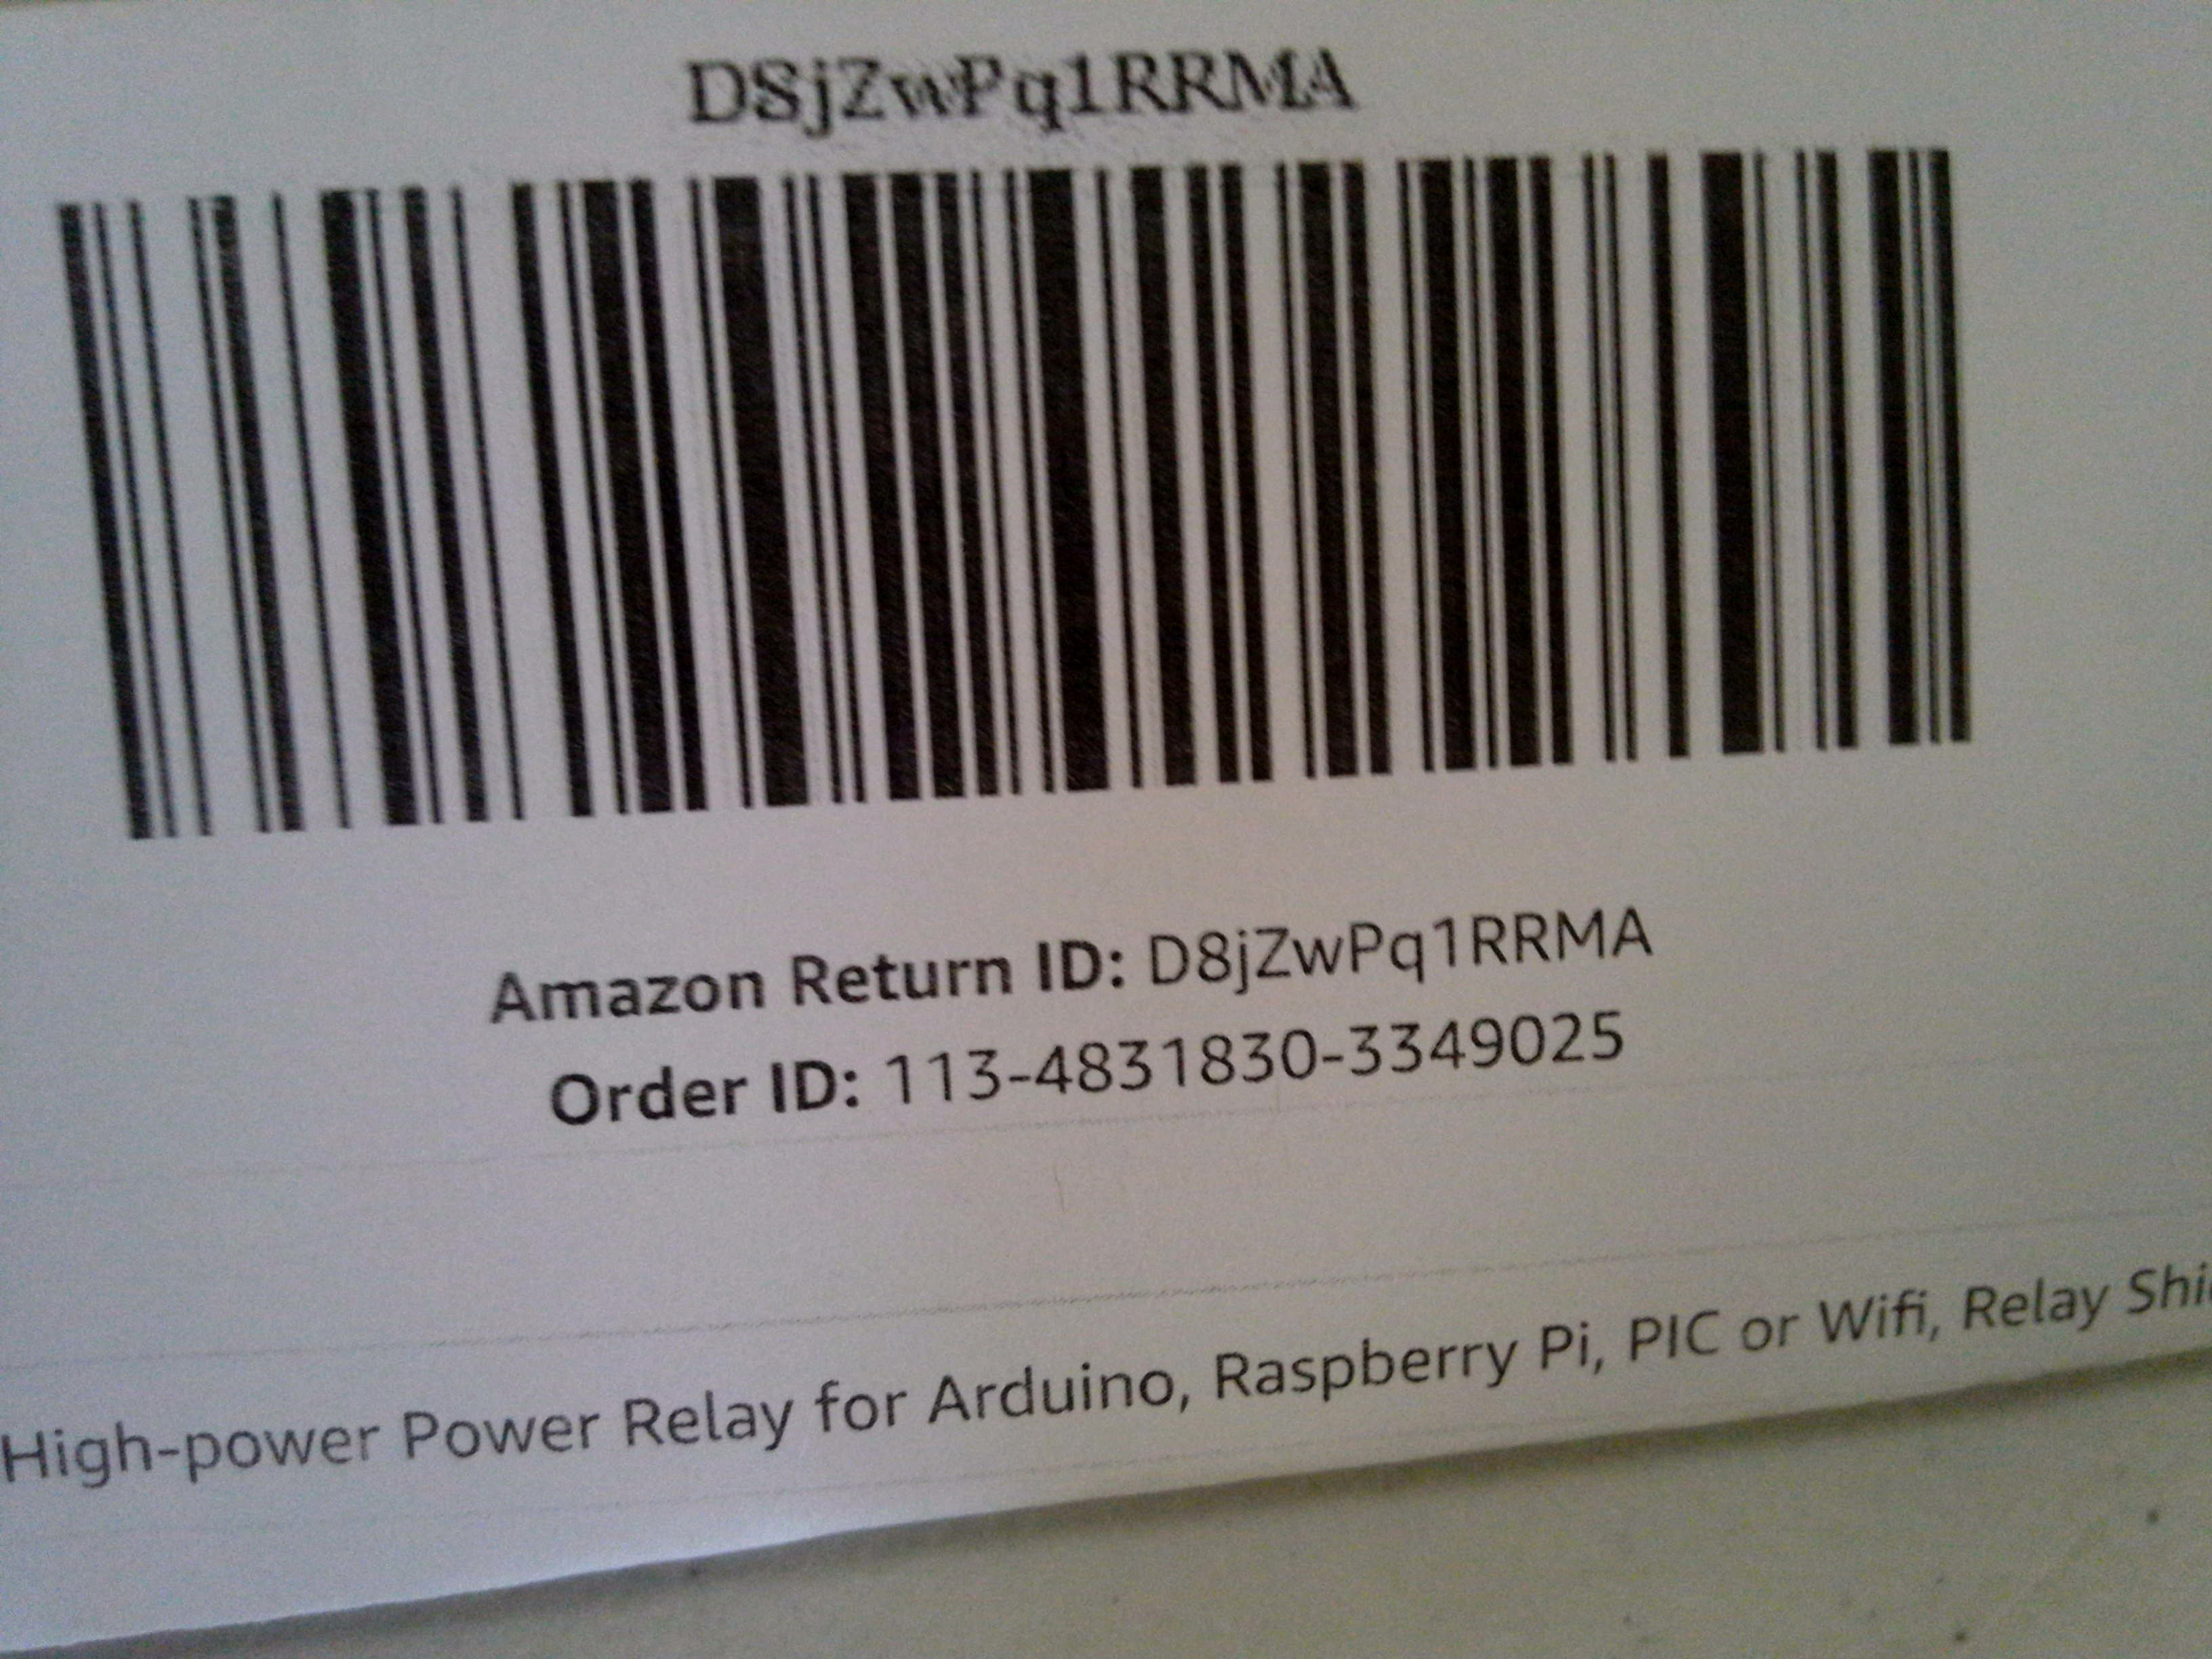 D8jZwPq1RRMA
Amazon Return ID: D8jZwPq1RRMA
Order ID: 113-4831830-3349025
High-power Power Relay for Arduino, Raspberry Pi, PIC or Wifi, Relay Shi